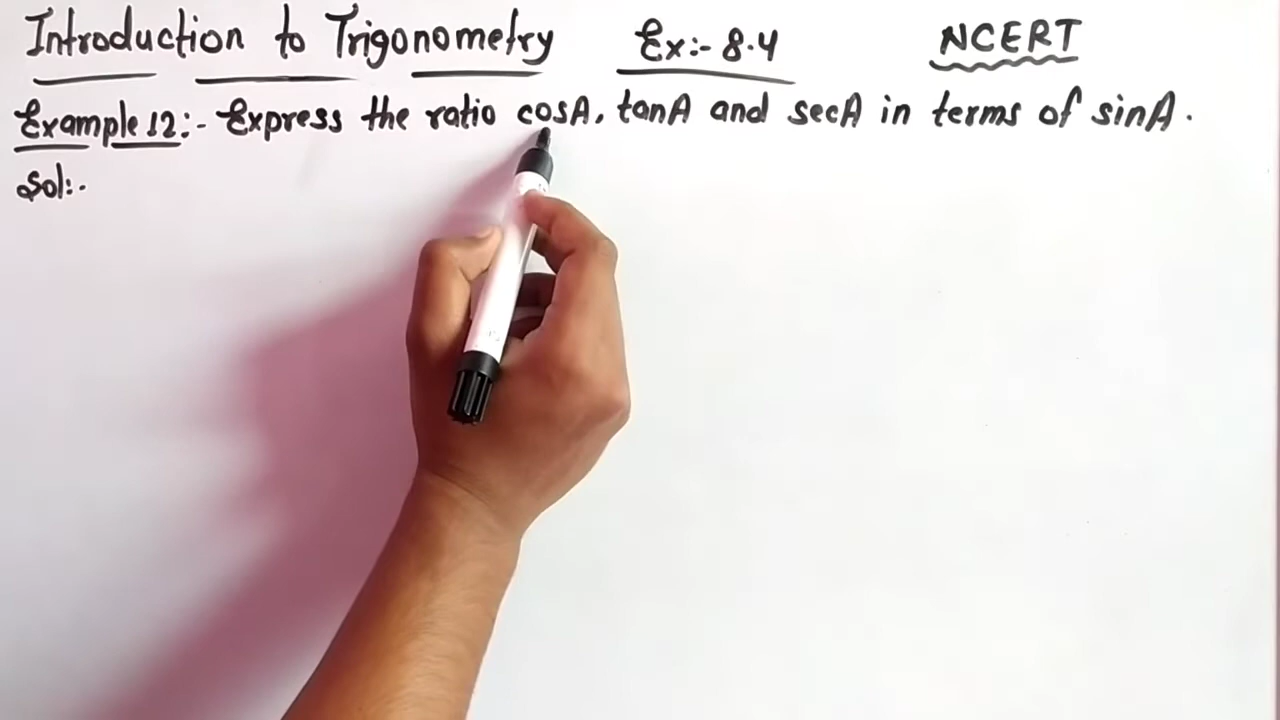 Introduction to Trigonometry Ex:- 8.4 NCERT
Example 12:- Express the ratio cosA, tanA and secA in terms of sinA.
Sol:-